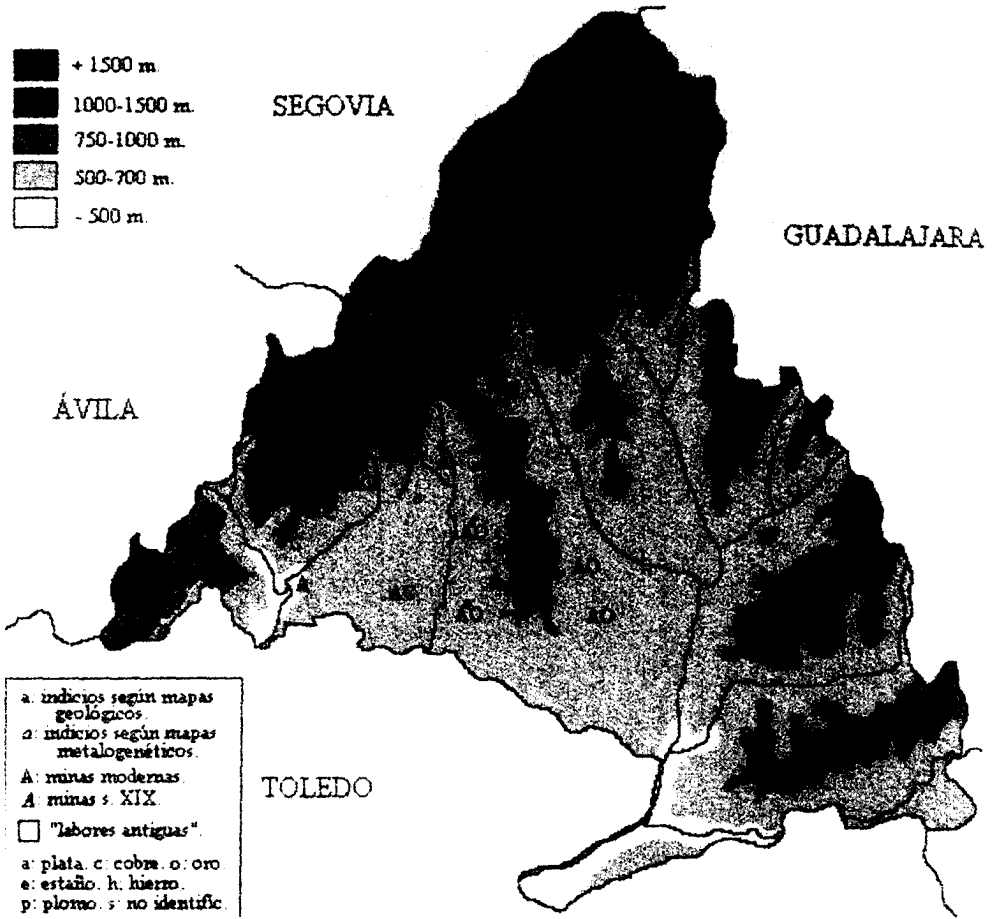 + 1500 m.
1000-1500 m.
750-1000 m.
500-700 m.
- 500 m.
SEGOVIA
GUADALAJARA
ÁVILA
TOLEDO
A
a: indicios según mapas
geológicos.
a: indicios según mapas
metalogenéticos.
A: minas modernas.
A: minas s. XIX.
"labores antiguas".
a: plata. c: cobre. o: oro.
e: estaño. h: hierro.
p: plomo. s: no identific.